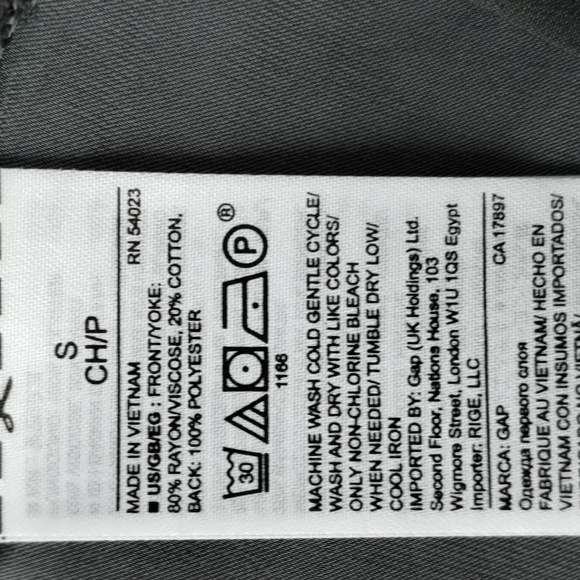 S
CH/P
MADE IN VIETNAM RN 54023
■ US/GB/EG : FRONT/YOKE:
80% RAYON/VISCOSE, 20% COTTON,
BACK: 100% POLYESTER
30 P ®
1166
MACHINE WASH COLD GENTLE CYCLE/
WASH AND DRY WITH LIKE COLORS/
ONLY NON-CHLORINE BLEACH
WHEN NEEDED/ TUMBLE DRY LOW/
COOL IRON
IMPORTED BY: Gap (UK Holdings) Ltd.
Second Floor, Nations House, 103
Wigmore Street, London W1U 1QS Egypt
Importer: RIGE, LLC
MARCA: GAP CA 17897
Одежда первого слоя
FABRIQUE AU VIETNAM/ HECHO EN
VIETNAM CON INSUMOS IMPORTADOS/